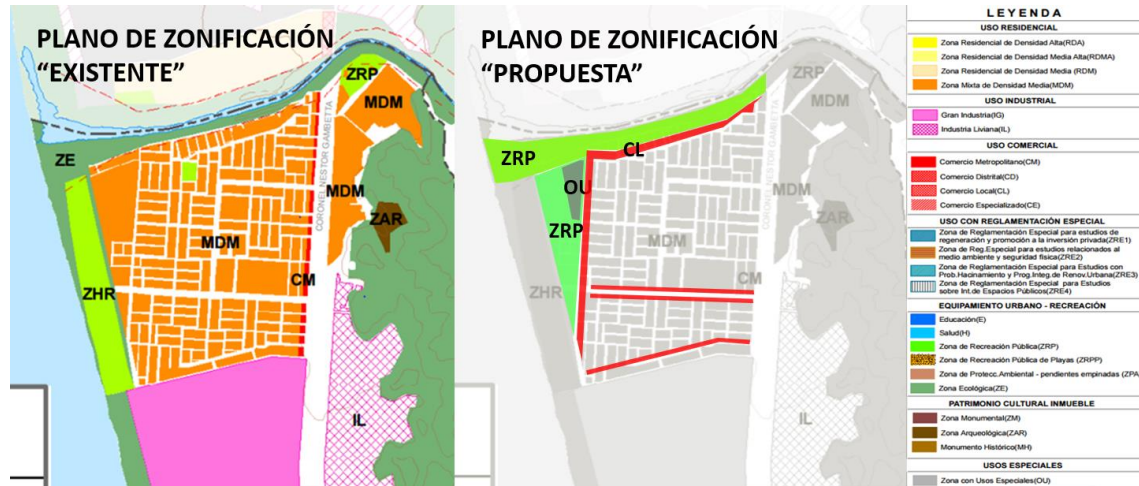 PLANO DE ZONIFICACIÓN
“EXISTENTE”
ZRP
MDM
ZE
MDM
ZAR
MDM
CM
ZHR
IL
CORONEL NESTOR GAMBETTA
PLANO DE ZONIFICACIÓN
“PROPUESTA”
ZRP
MDM
ZRP
CL
OU
MDM
ZAR
ZRP
MDM
CM
ZHR
IL
CORONEL NESTOR GAMBETTA
LEYENDA
USO RESIDENCIAL
Zona Residencial de Densidad Alta(RDA)
Zona Residencial de Densidad Media Alta(RDMA)
Zona Residencial de Densidad Media (RDM)
Zona Mixta de Densidad Media(MDM)
USO INDUSTRIAL
Gran Industria(IG)
Industria Liviana(IL)
USO COMERCIAL
Comercio Metropolitano(CM)
Comercio Distrital(CD)
Comercio Local(CL)
Comercio Especializado(CE)
USO CON REGLAMENTACIÓN ESPECIAL
Zona de Reglamentación Especial para estudios de
regeneración y promoción a la inversión privada(ZRE1)
Zona de Reg.Especial para estudios relacionados al
medio ambiente y seguridad física(ZRE2)
Zona de Reglamentación Especial para Estudios con
Prob.Hacinamiento y Prog.Integ.de Renov.Urbana(ZRE3)
Zona de Reglamentación Especial para Estudios
sobre Int.de Espacios Públicos(ZRE4)
EQUIPAMIENTO URBANO - RECREACIÓN
Educación(E)
Salud(H)
Zona de Recreación Pública(ZRP)
Zona de Recreación Pública de Playas (ZRPP)
Zona de Protecc.Ambiental - pendientes empinadas (ZPA
Zona Ecológica(ZE)
PATRIMONIO CULTURAL INMUEBLE
Zona Monumental(ZM)
Zona Arqueológica(ZAR)
Monumento Histórico(MH)
USOS ESPECIALES
Zona con Usos Especiales(OU)